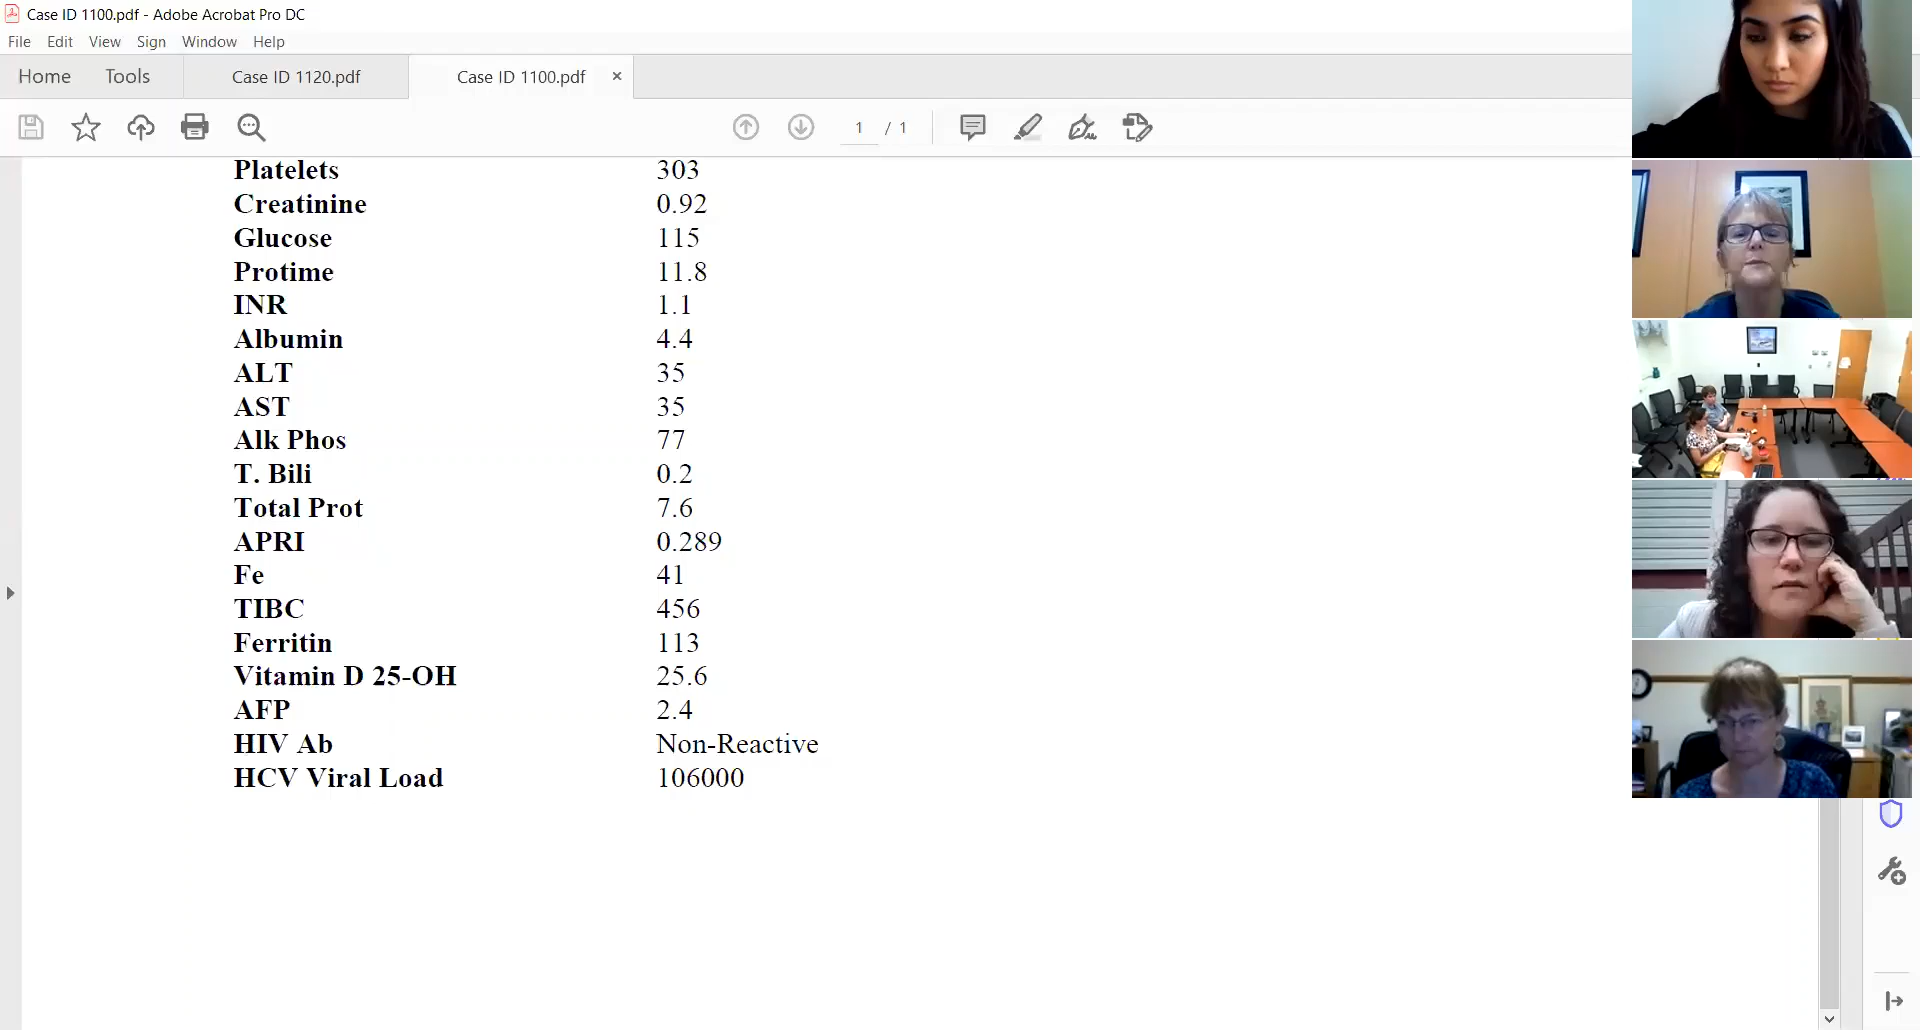 Case ID 1100.pdf - Adobe Acrobat Pro DC
File Edit View Sign Window Help
Home Tools Case ID 1120.pdf Case ID 1100.pdf ×
1 / 1
Platelets 303
Creatinine 0.92
Glucose 115
Protime 11.8
INR 1.1
Albumin 4.4
ALT 35
AST 35
Alk Phos 77
T. Bili 0.2
Total Prot 7.6
APRI 0.289
Fe 41
TIBC 456
Ferritin 113
Vitamin D 25-OH 25.6
AFP 2.4
HIV Ab Non-Reactive
HCV Viral Load 106000